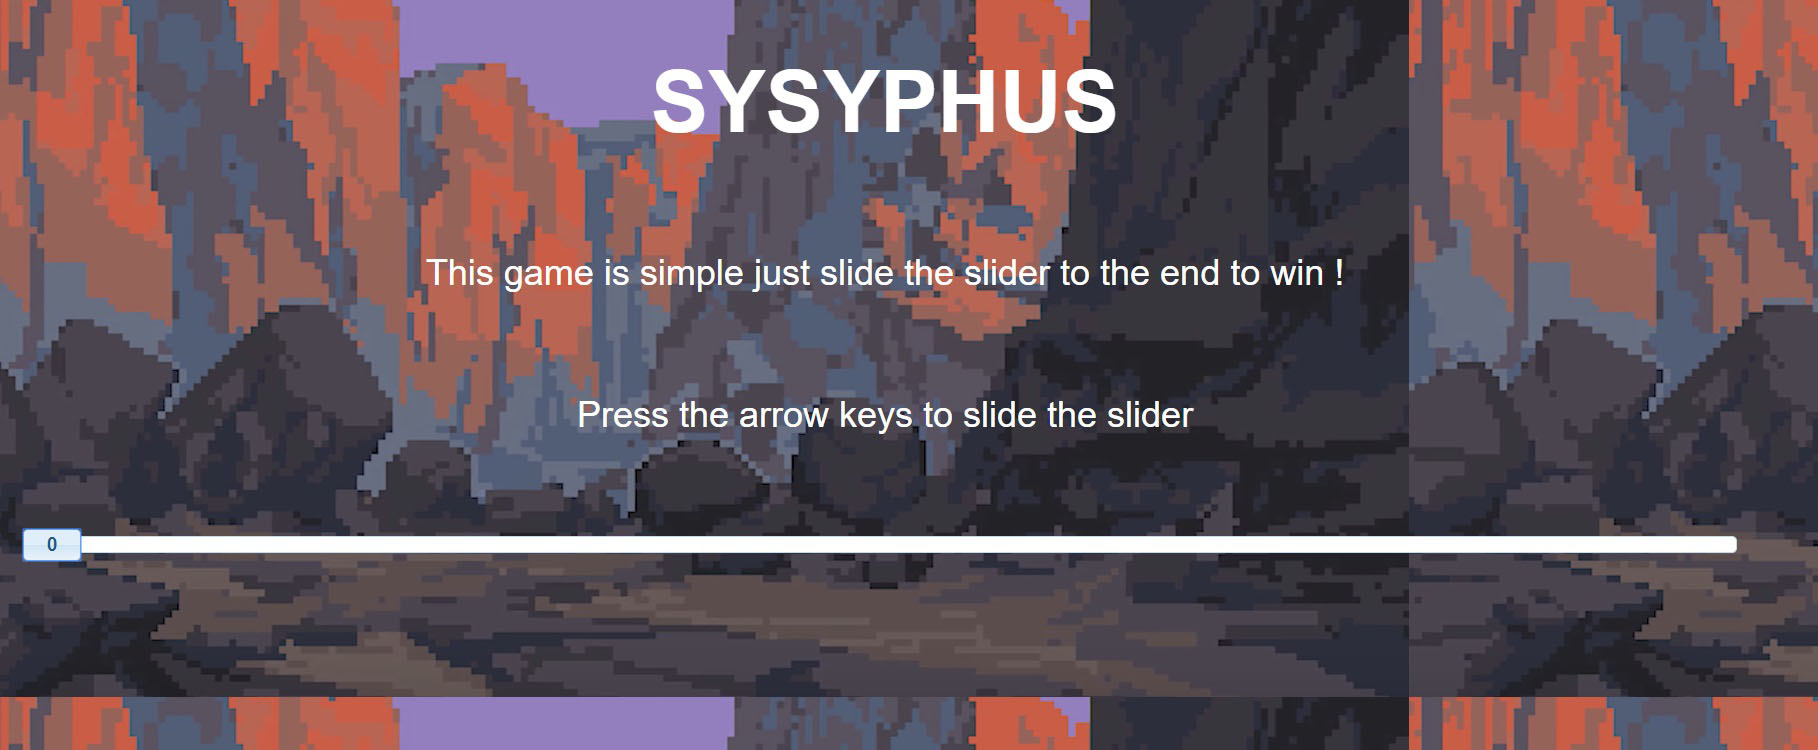 SYSYPHUS
This game is simple just slide the slider to the end to win !
Press the arrow keys to slide the slider
0